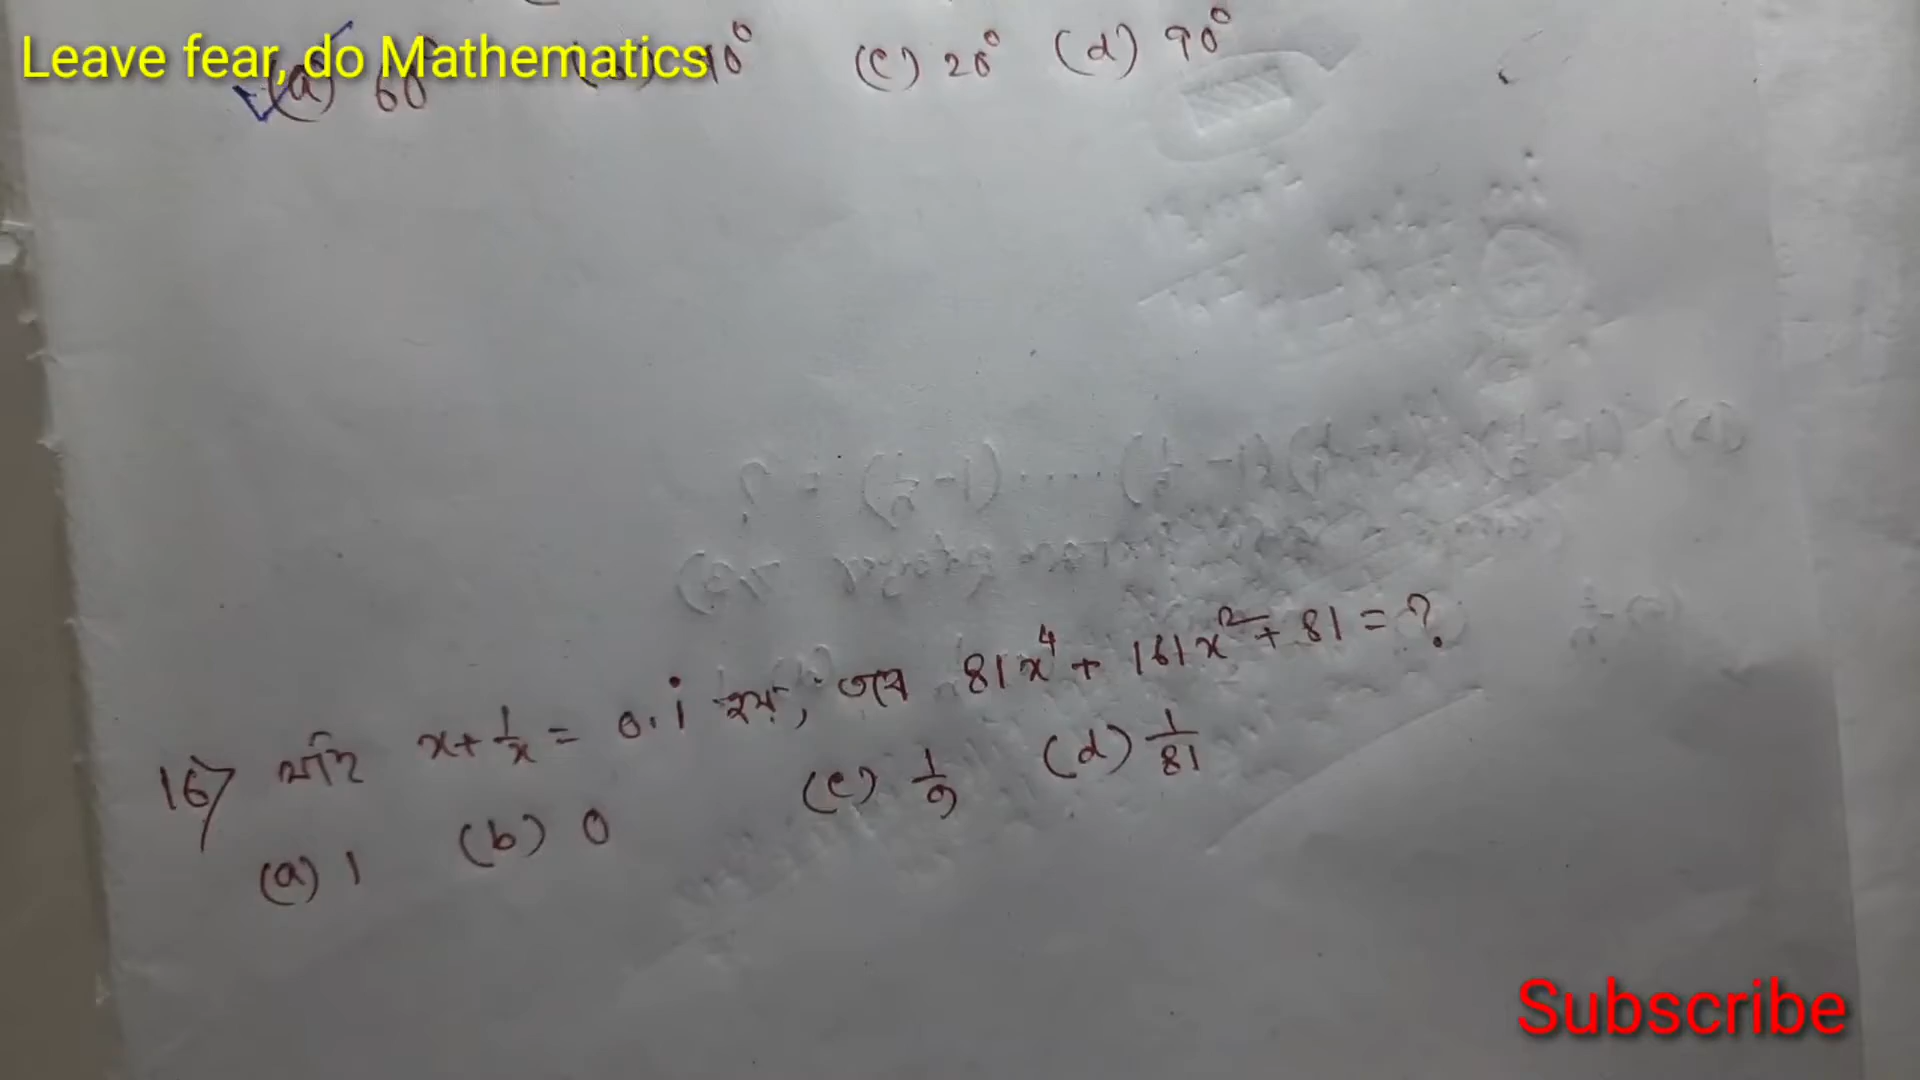 Leave fear, do Mathematics
(a) 60° (c) 20° (d) 90°
16) যদি x + 1/x = 0.i হয়, তবে 81x⁴ + 161x² + 81 = ?
(a) 1 (b) 0 (c) 1/9 (d) 1/81
Subscribe